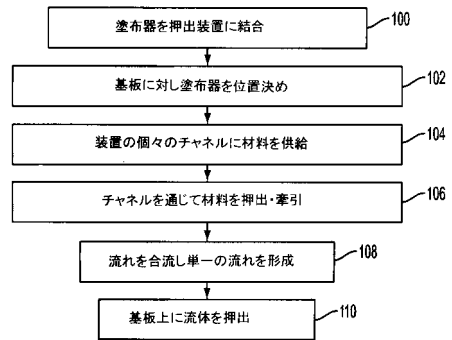 塗布器を押出装置に結合
100
基板に対し塗布器を位置決め
102
装置の個々のチャネルに材料を供給
104
チャネルを通じて材料を押出・牽引
106
流れを合流し単一の流れを形成
108
基板上に流体を押出
110